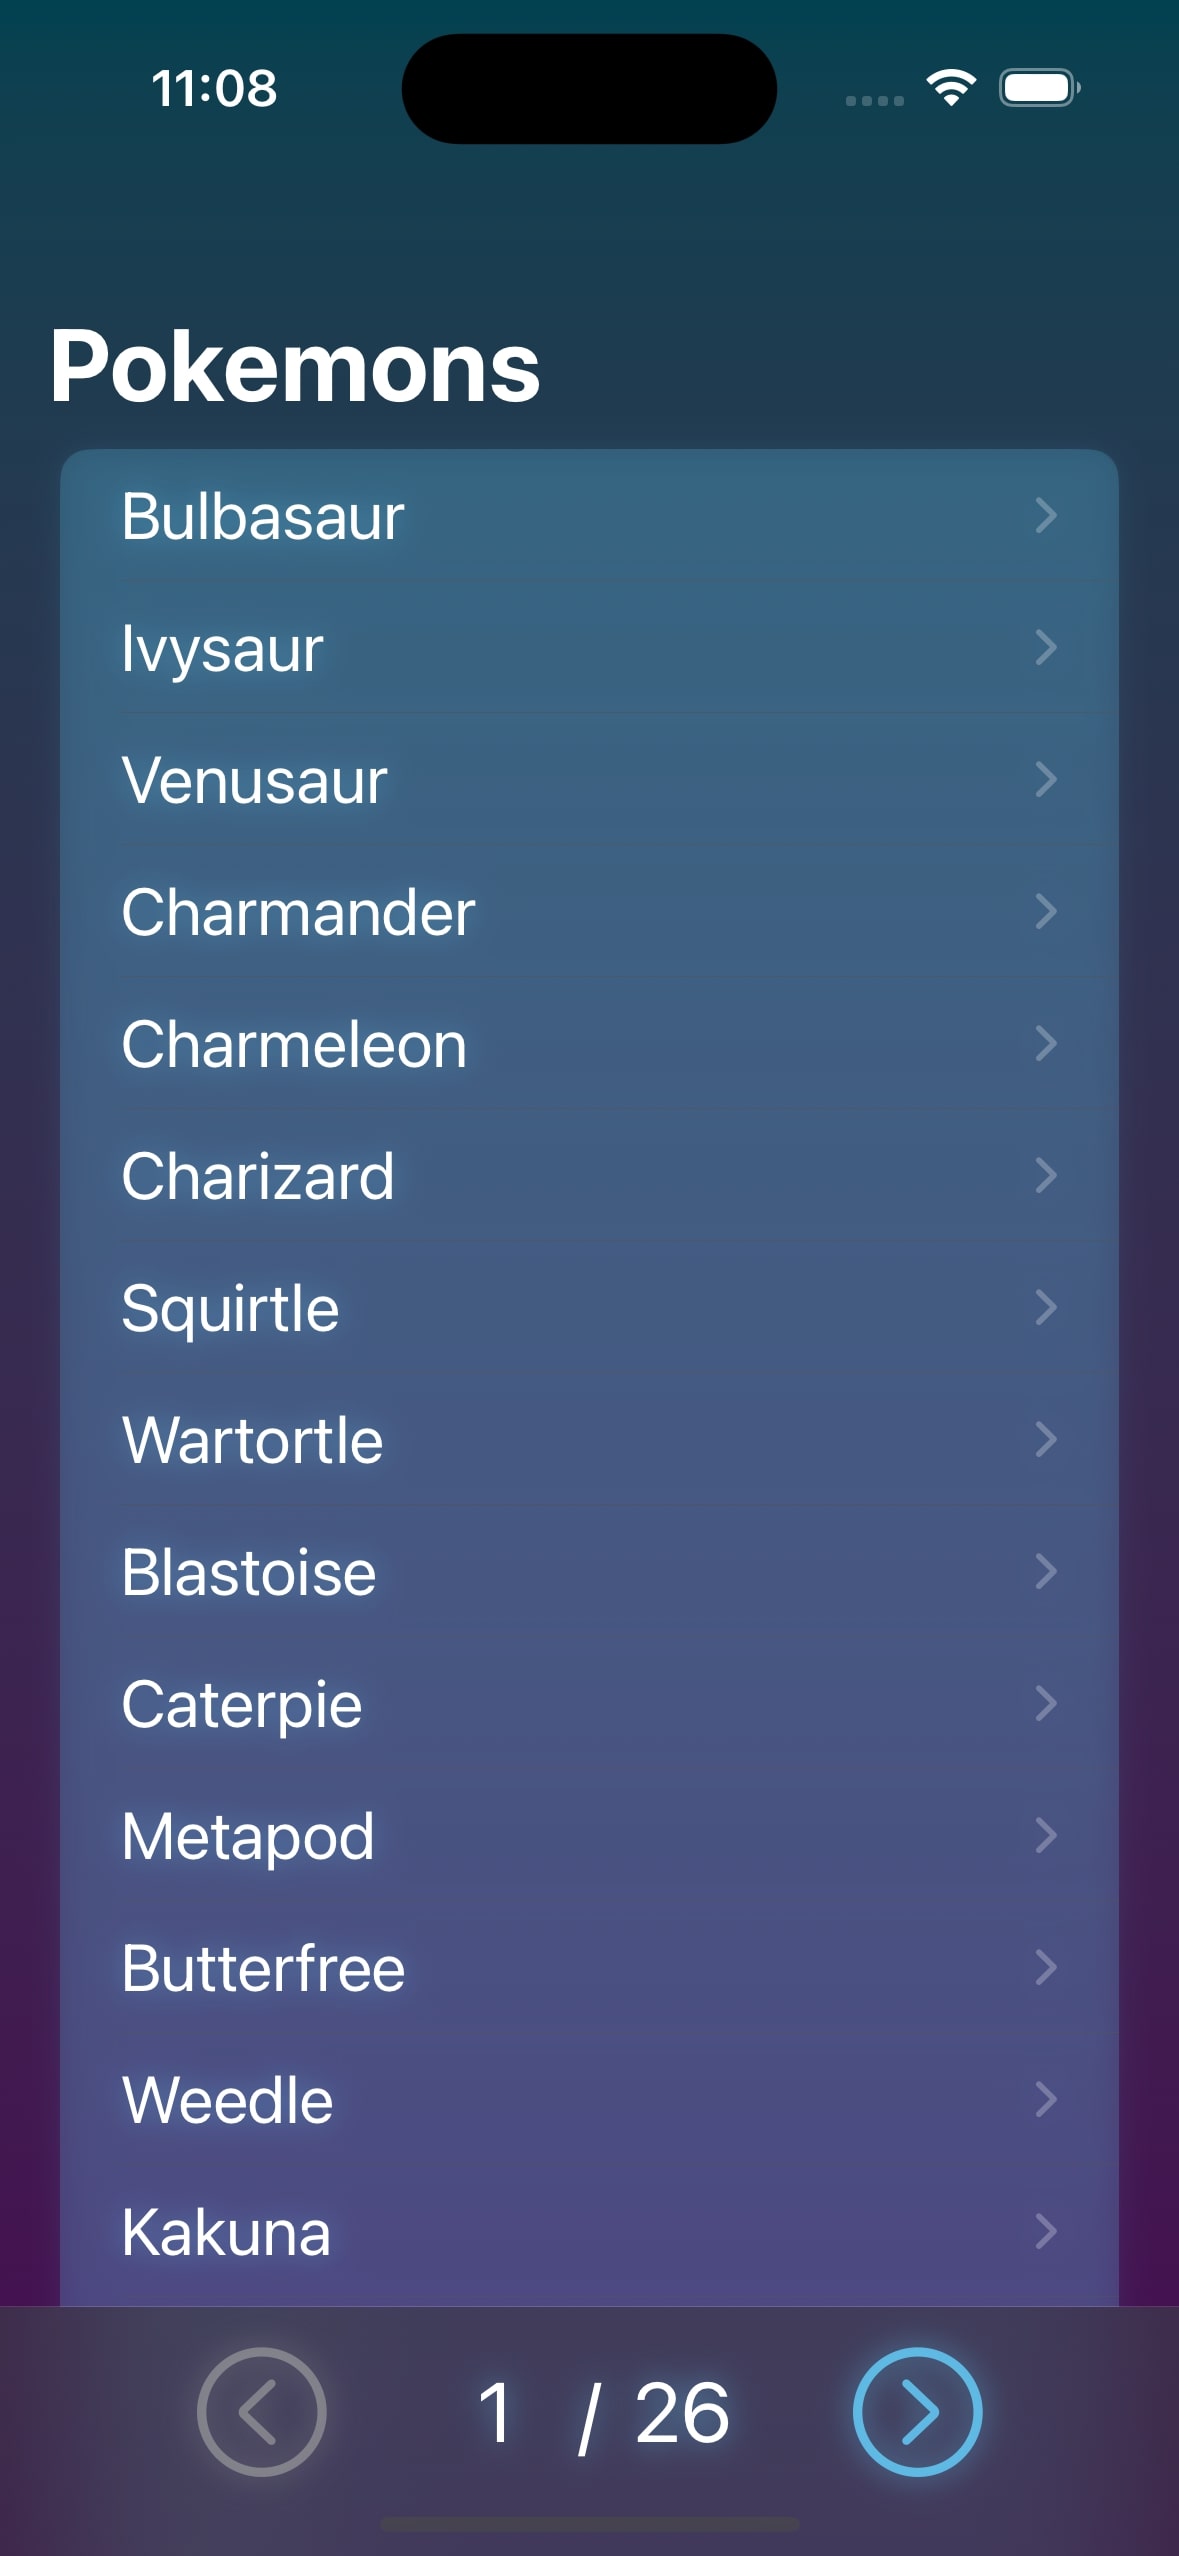 11:08
Pokemons
Bulbasaur
Ivysaur
Venusaur
Charmander
Charmeleon
Charizard
Squirtle
Wartortle
Blastoise
Caterpie
Metapod
Butterfree
Weedle
Kakuna
1 / 26